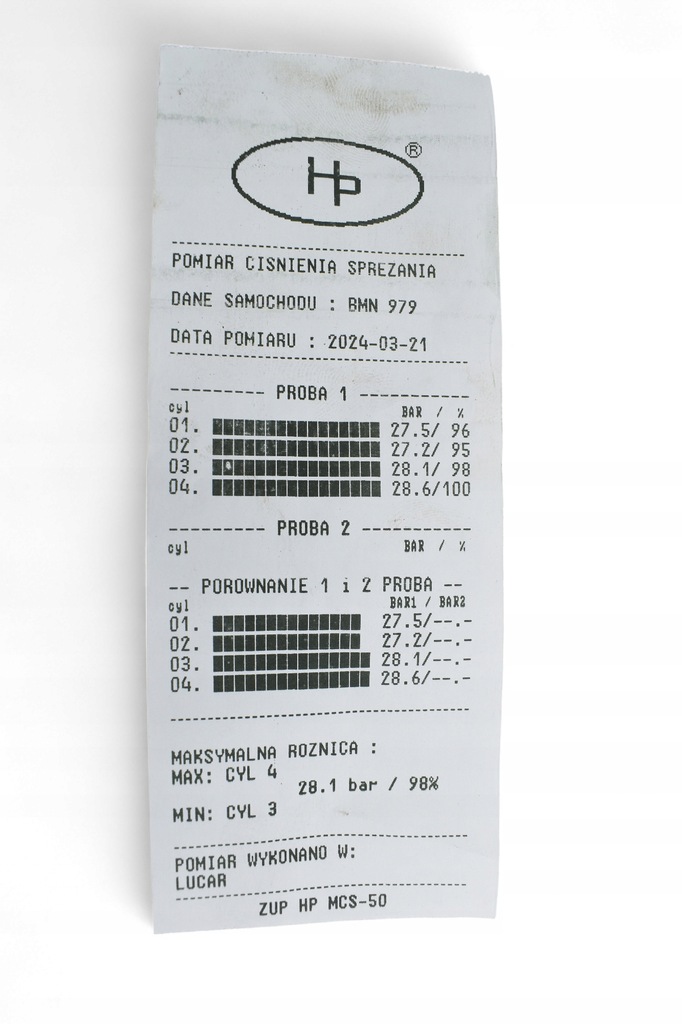 HP ®
POMIAR CISNIENIA SPREZANIA
DANE SAMOCHODU : BMN 979
DATA POMIARU : 2024-03-21
--------- PROBA 1 -----------
cyl BAR / %
01. 27.5/ 96
02. 27.2/ 95
03. 28.1/ 98
04. 28.6/100
--------- PROBA 2 -----------
cyl BAR / %
-- POROWNANIE 1 i 2 PROBA --
cyl BAR1 / BAR2
01. 27.5/--.-
02. 27.2/--.-
03. 28.1/--.-
04. 28.6/--.-
MAKSYMALNA ROZNICA :
MAX: CYL 4
28.1 bar / 98%
MIN: CYL 3
POMIAR WYKONANO W:
LUCAR
ZUP HP MCS-50